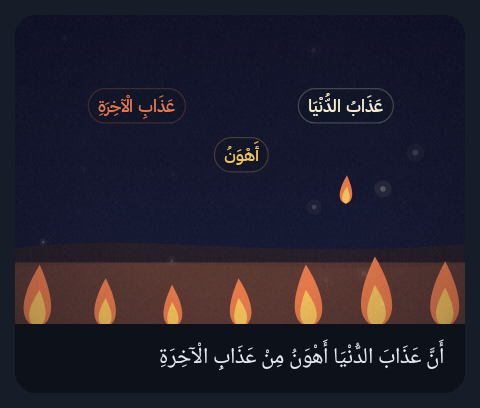 عَذَابُ الدُّنْيَا
عَذَابِ الْآخِرَةِ
أَهْوَنُ
أَنَّ عَذَابَ الدُّنْيَا أَهْوَنُ مِنْ عَذَابِ الْآخِرَةِ